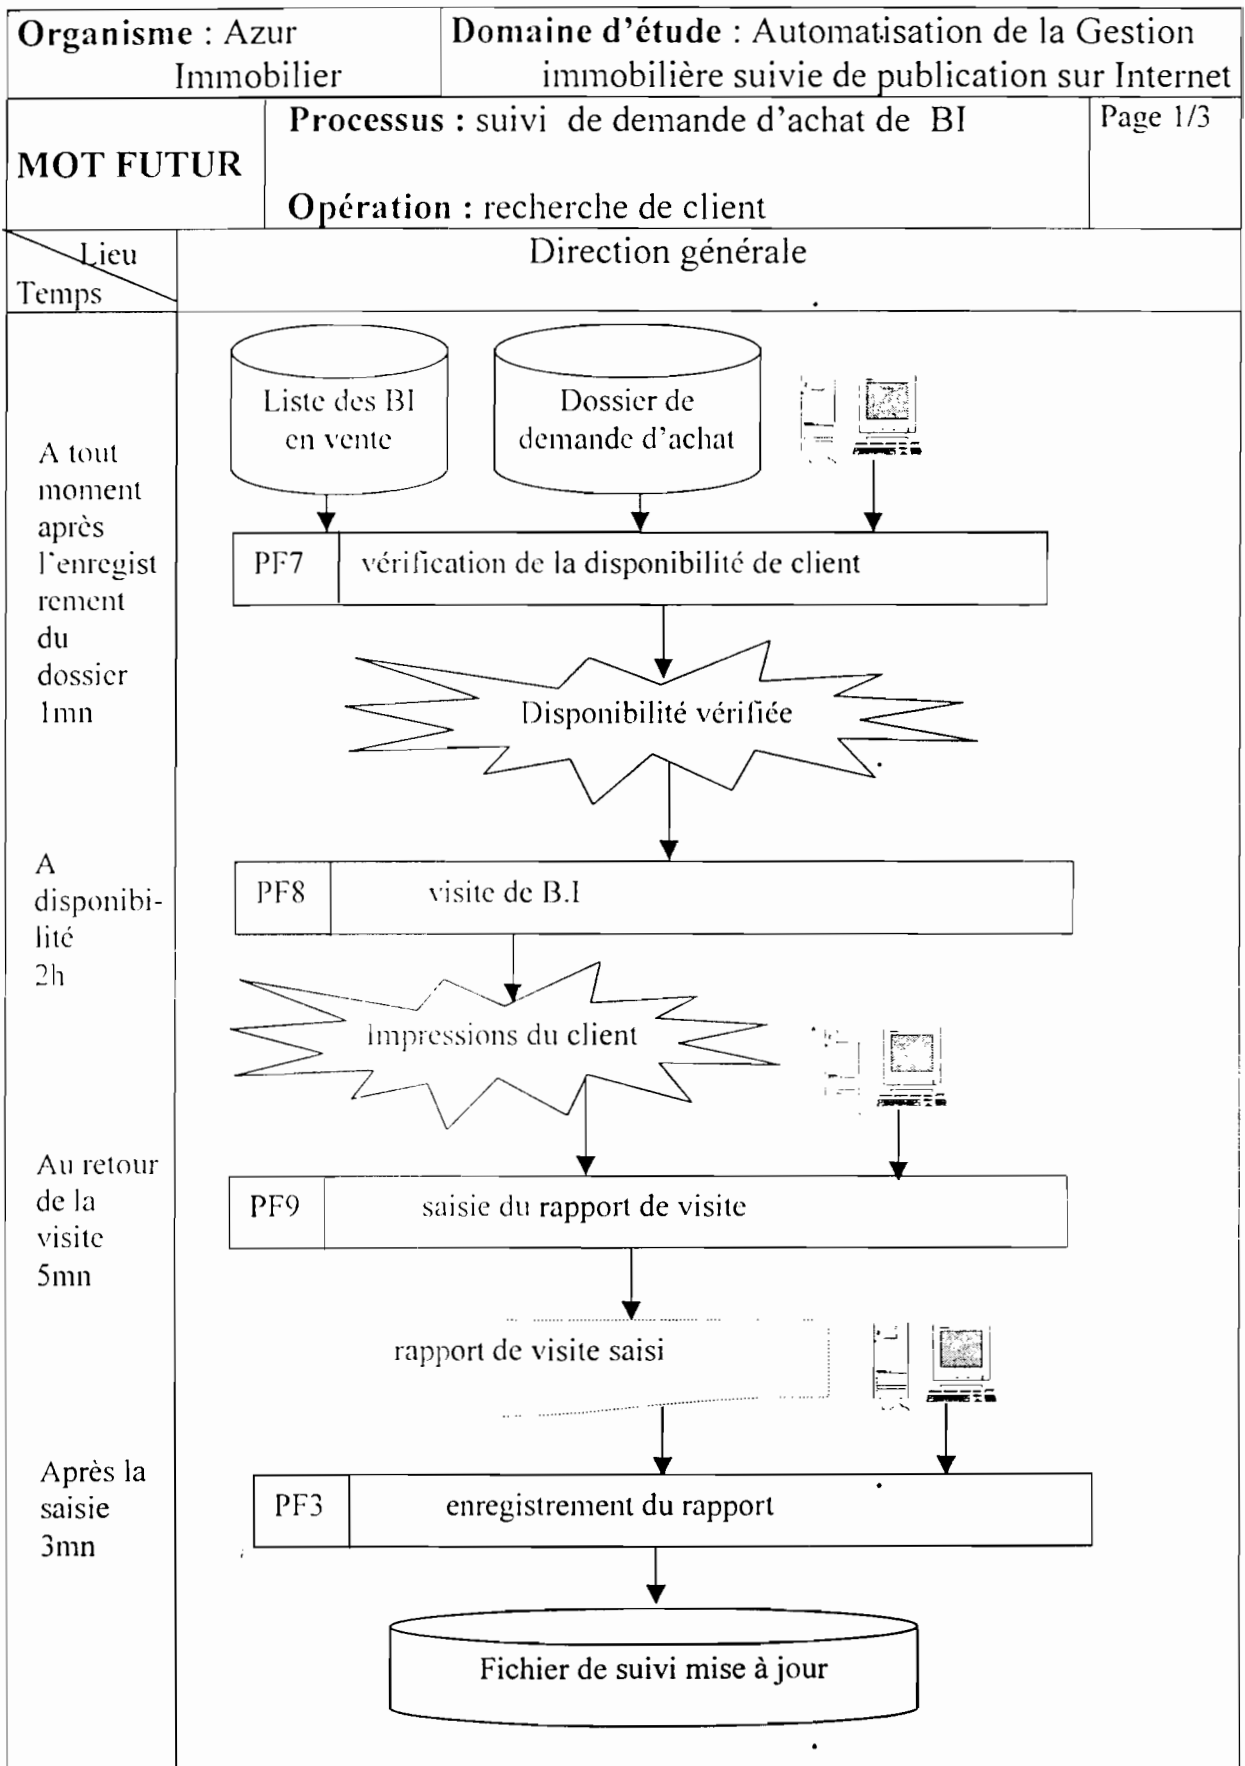 Organisme : Azur
Immobilier
Domaine d'étude : Automatisation de la Gestion
immobilière suivie de publication sur Internet
MOT FUTUR
Processus : suivi de demande d'achat de BI
Opération : recherche de client
Page 1/3
Lieu
Temps
Direction générale
A tout
moment
après
l'enregist
rement
du
dossier
1mn
Liste des BI
en vente
Dossier de
demande d'achat
PF7 vérification de la disponibilité de client
Disponibilité vérifiée
A
disponibi-
lité
2h
PF8 visite de B.I
Impressions du client
Au retour
de la
visite
5mn
PF9 saisie du rapport de visite
rapport de visite saisi
Après la
saisie
3mn
PF3 enregistrement du rapport
Fichier de suivi mise à jour